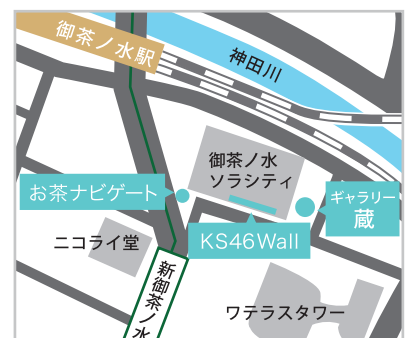 御茶ノ水駅
神田川
御茶ノ水
ソラシティ
お茶ナビゲート
ギャラリー
蔵
KS46Wall
ニコライ堂
新御茶ノ水
ワテラスタワー